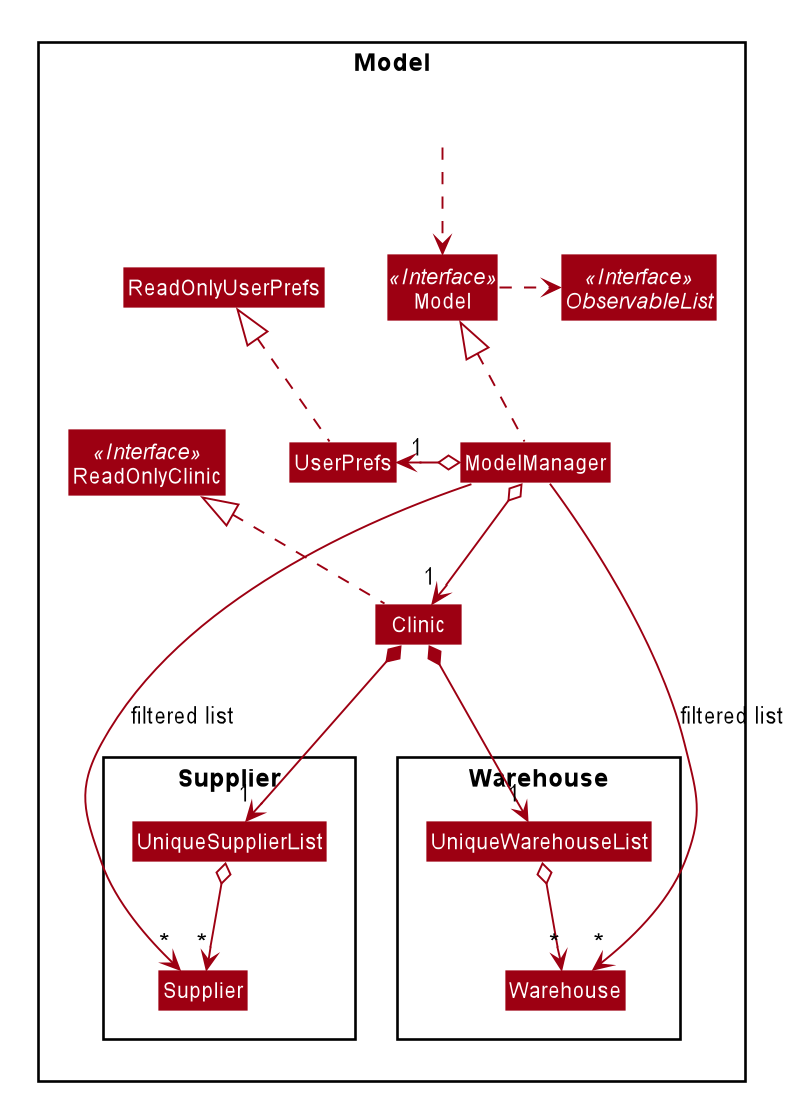 Model
«Interface»
Model
«Interface»
ObservableList
ReadOnlyUserPrefs
«Interface»
ReadOnlyClinic
UserPrefs
1
ModelManager
1
Clinic
filtered list
filtered list
Supplier
1
UniqueSupplierList
Warehouse
1
UniqueWarehouseList
*
*
*
*
Supplier
Warehouse